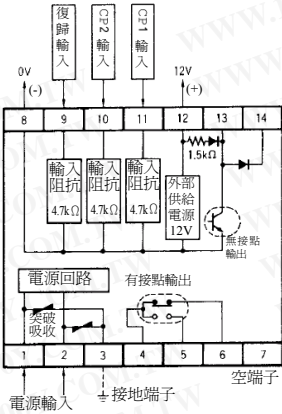 復歸輸入
CP2輸入
CP1輸入
0V
(-)
12V
(+)
8
9
10
11
12
13
14
1.5kΩ
輸入阻抗
4.7kΩ
輸入阻抗
4.7kΩ
輸入阻抗
4.7kΩ
外部供給電源
12V
無接點輸出
電源回路
有接點輸出
突破吸收
1
2
3
4
5
6
7
空端子
電源輸入
接地端子